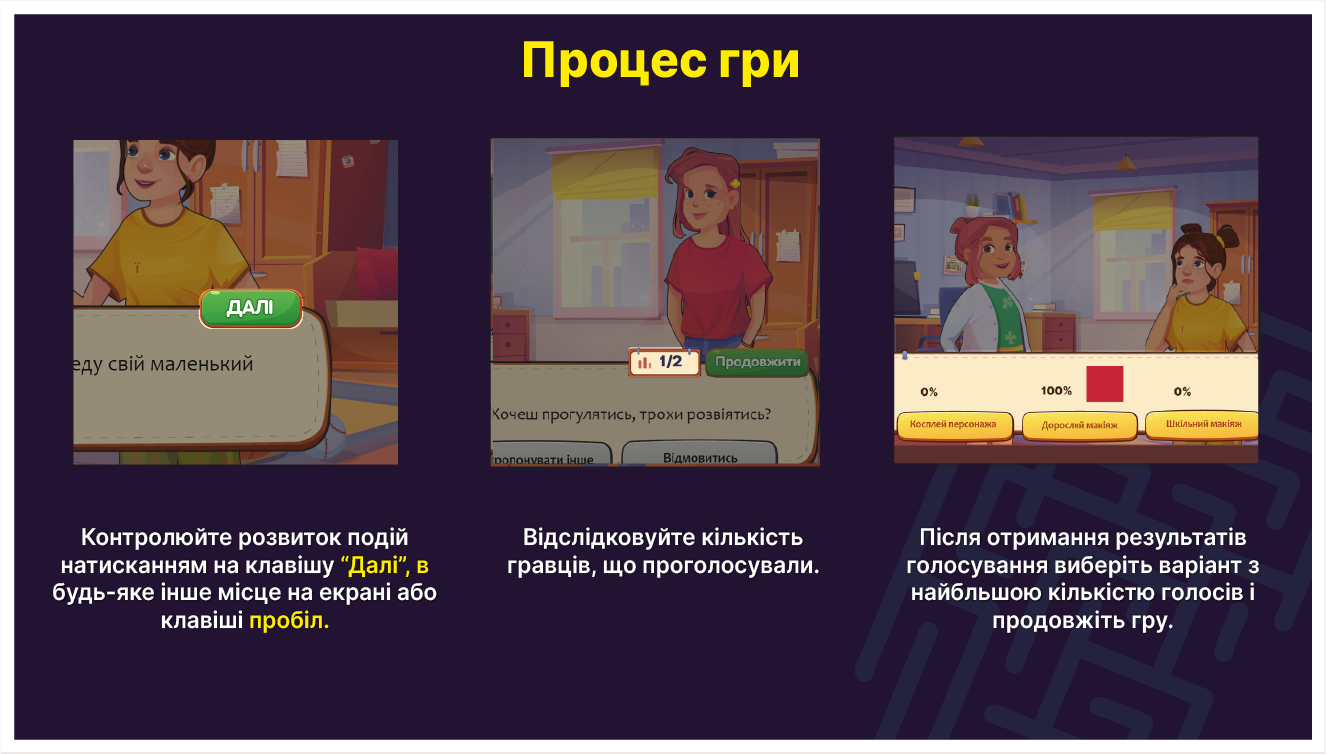 Процес гри
ДАЛІ
еду свій маленький
1/2
Продовжити
Хочеш прогулятись, трохи розвіятись?
ропонувати інше
Відмовитись
0%
100%
0%
Косплей персонажа
Дорослий макіяж
Шкільний макіяж
Контролюйте розвиток подій
натисканням на клавішу “Далі”, в
будь-яке інше місце на екрані або
клавіші пробіл.
Відслідковуйте кількість
гравців, що проголосували.
Після отримання результатів
голосування виберіть варіант з
найбльшою кількістю голосів і
продовжіть гру.